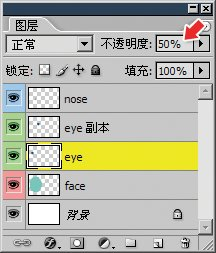 图层
正常 不透明度: 50%
锁定: 填充: 100%
nose
eye 副本
eye
face
背景